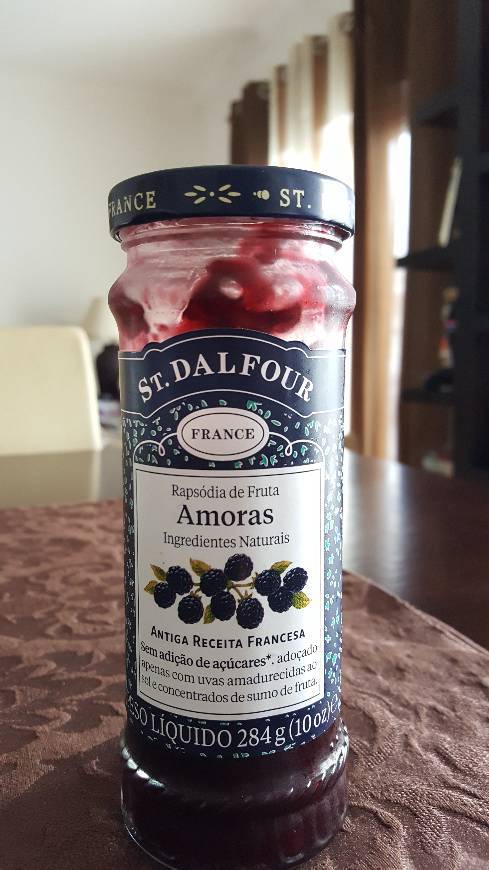 FRANCE ST.
ST. DALFOUR
FRANCE
Rapsódia de Fruta
Amoras
Ingredientes Naturais
ANTIGA RECEITA FRANCESA
Sem adição de açúcares*. adoçado
apenas com uvas amadurecidas ao
sol e concentrados de sumo de fruta.
ESO LÍQUIDO 284 g (10 oz) e